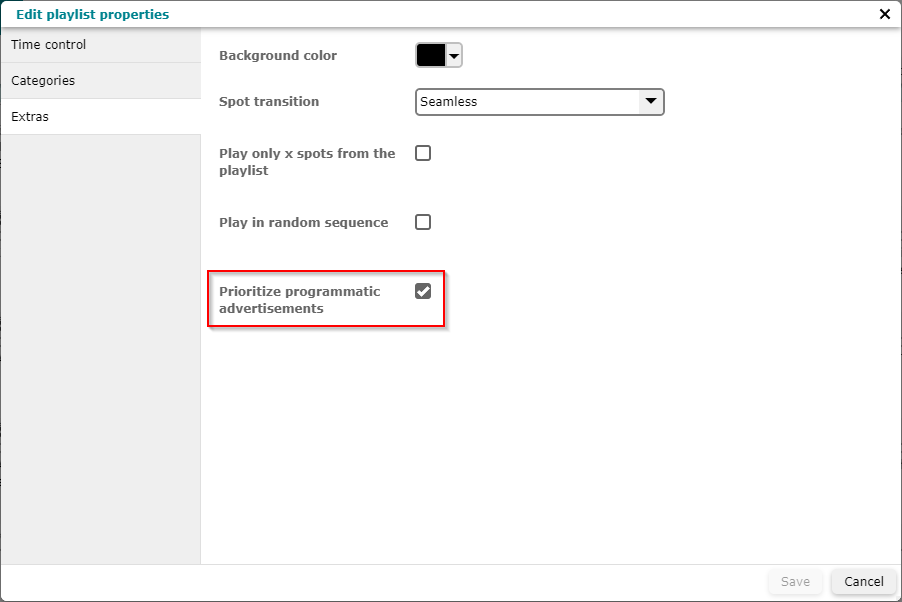 Edit playlist properties
Time control
Categories
Extras
Background color
Spot transition
Seamless
Play only x spots from the
playlist
Play in random sequence
Prioritize programmatic
advertisements
Save
Cancel